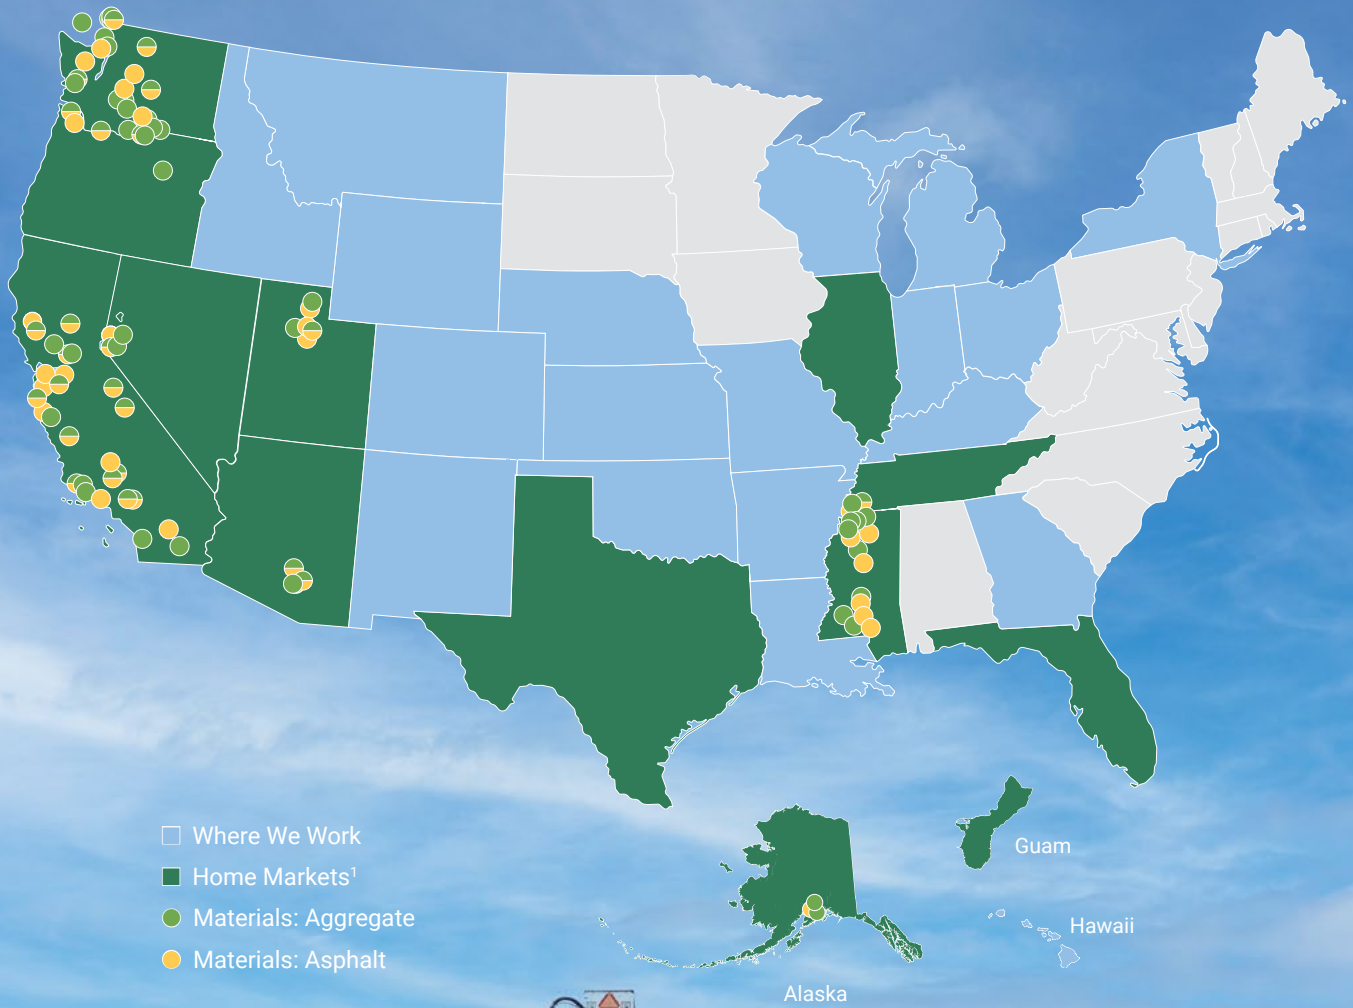 Where We Work
Home Markets¹
Materials: Aggregate
Materials: Asphalt
Guam
Hawaii
Alaska